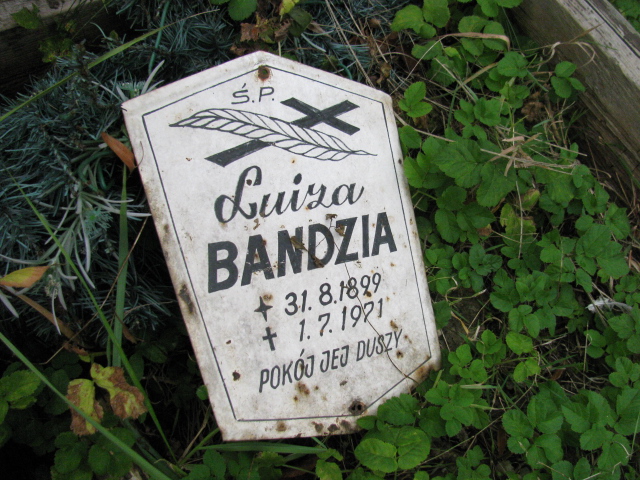 Ś.P.
Luiza
BANDZIA
31.8.1899
1.7.1971
POKÓJ JEJ DUSZY